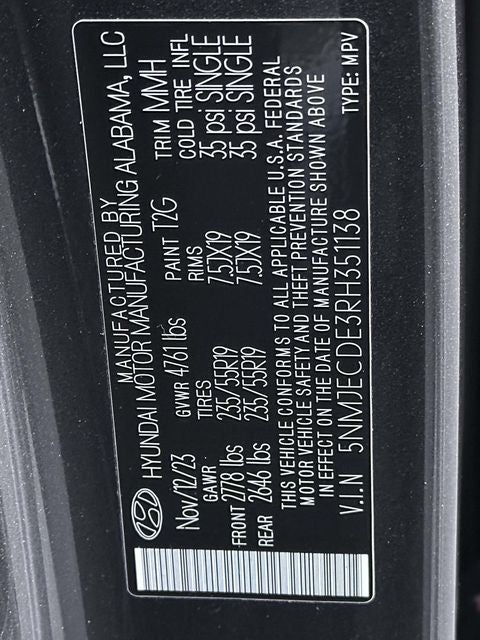 MANUFACTURED BY
HYUNDAI MOTOR MANUFACTURING ALABAMA, LLC
Nov/12/23 GVWR 4761 lbs PAINT T2G TRIM MMH
GAWR TIRES RIMS COLD TIRE INFL
FRONT 2778 lbs 235/55R19 7.5JX19 35 psi SINGLE
REAR 2646 lbs 235/55R19 7.5JX19 35 psi SINGLE
THIS VEHICLE CONFORMS TO ALL APPLICABLE U.S.A. FEDERAL
MOTOR VEHICLE SAFETY AND THEFT PREVENTION STANDARDS
IN EFFECT ON THE DATE OF MANUFACTURE SHOWN ABOVE
V.I.N 5NMJECDE3RH351138 TYPE: MPV